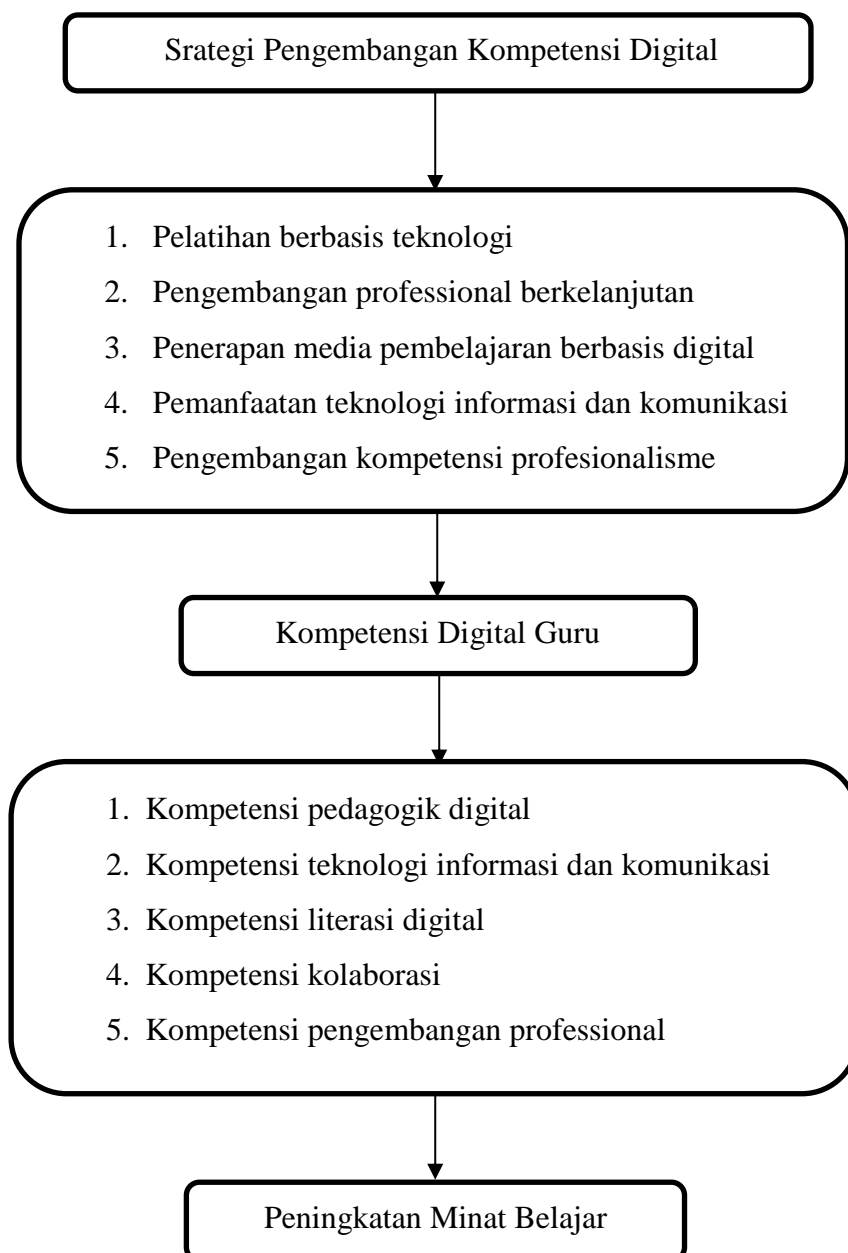 Srategi Pengembangan Kompetensi Digital
1. Pelatihan berbasis teknologi
2. Pengembangan professional berkelanjutan
3. Penerapan media pembelajaran berbasis digital
4. Pemanfaatan teknologi informasi dan komunikasi
5. Pengembangan kompetensi profesionalisme
Kompetensi Digital Guru
1. Kompetensi pedagogik digital
2. Kompetensi teknologi informasi dan komunikasi
3. Kompetensi literasi digital
4. Kompetensi kolaborasi
5. Kompetensi pengembangan professional
Peningkatan Minat Belajar